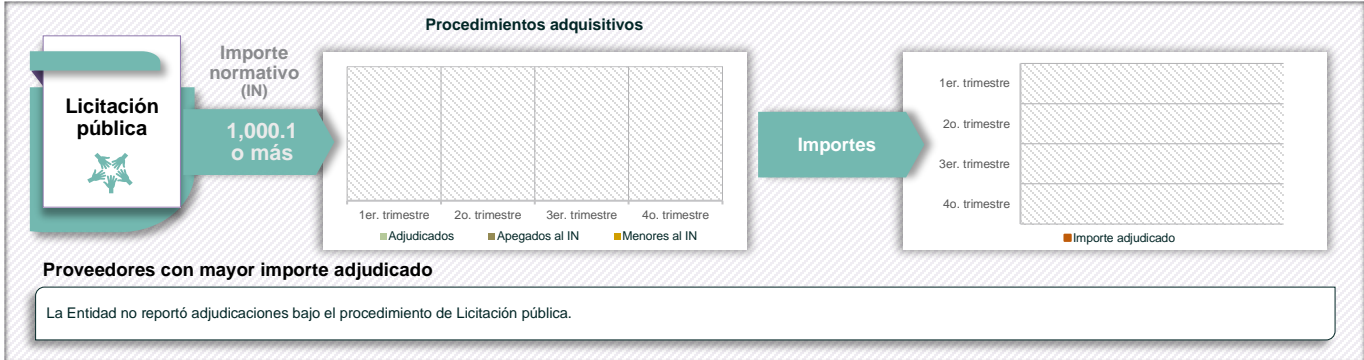 Procedimientos adquisitivos
Licitación
pública
Importe
normativo
(IN)
1,000.1
o más
1er. trimestre 2o. trimestre 3er. trimestre 4o. trimestre
Adjudicados Apegados al IN Menores al IN
Importes
1er. trimestre
2o. trimestre
3er. trimestre
4o. trimestre
Importe adjudicado
Proveedores con mayor importe adjudicado
La Entidad no reportó adjudicaciones bajo el procedimiento de Licitación pública.